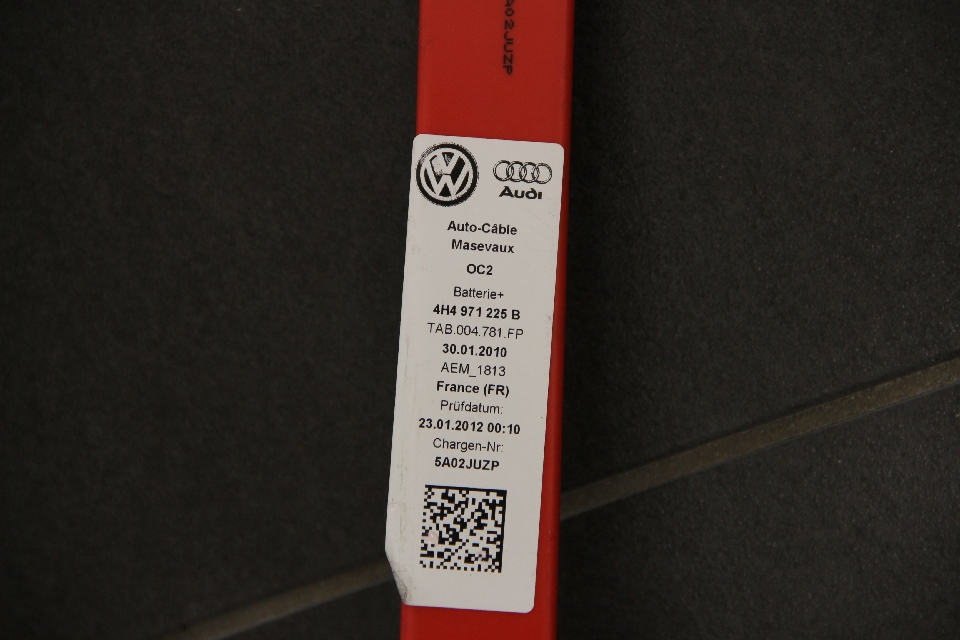 A02JUZP
Audi
Auto-Câble
Masevaux
OC2
Batterie+
4H4 971 225 B
TAB.004.781.FP
30.01.2010
AEM_1813
France (FR)
Prüfdatum:
23.01.2012 00:10
Chargen-Nr:
5A02JUZP